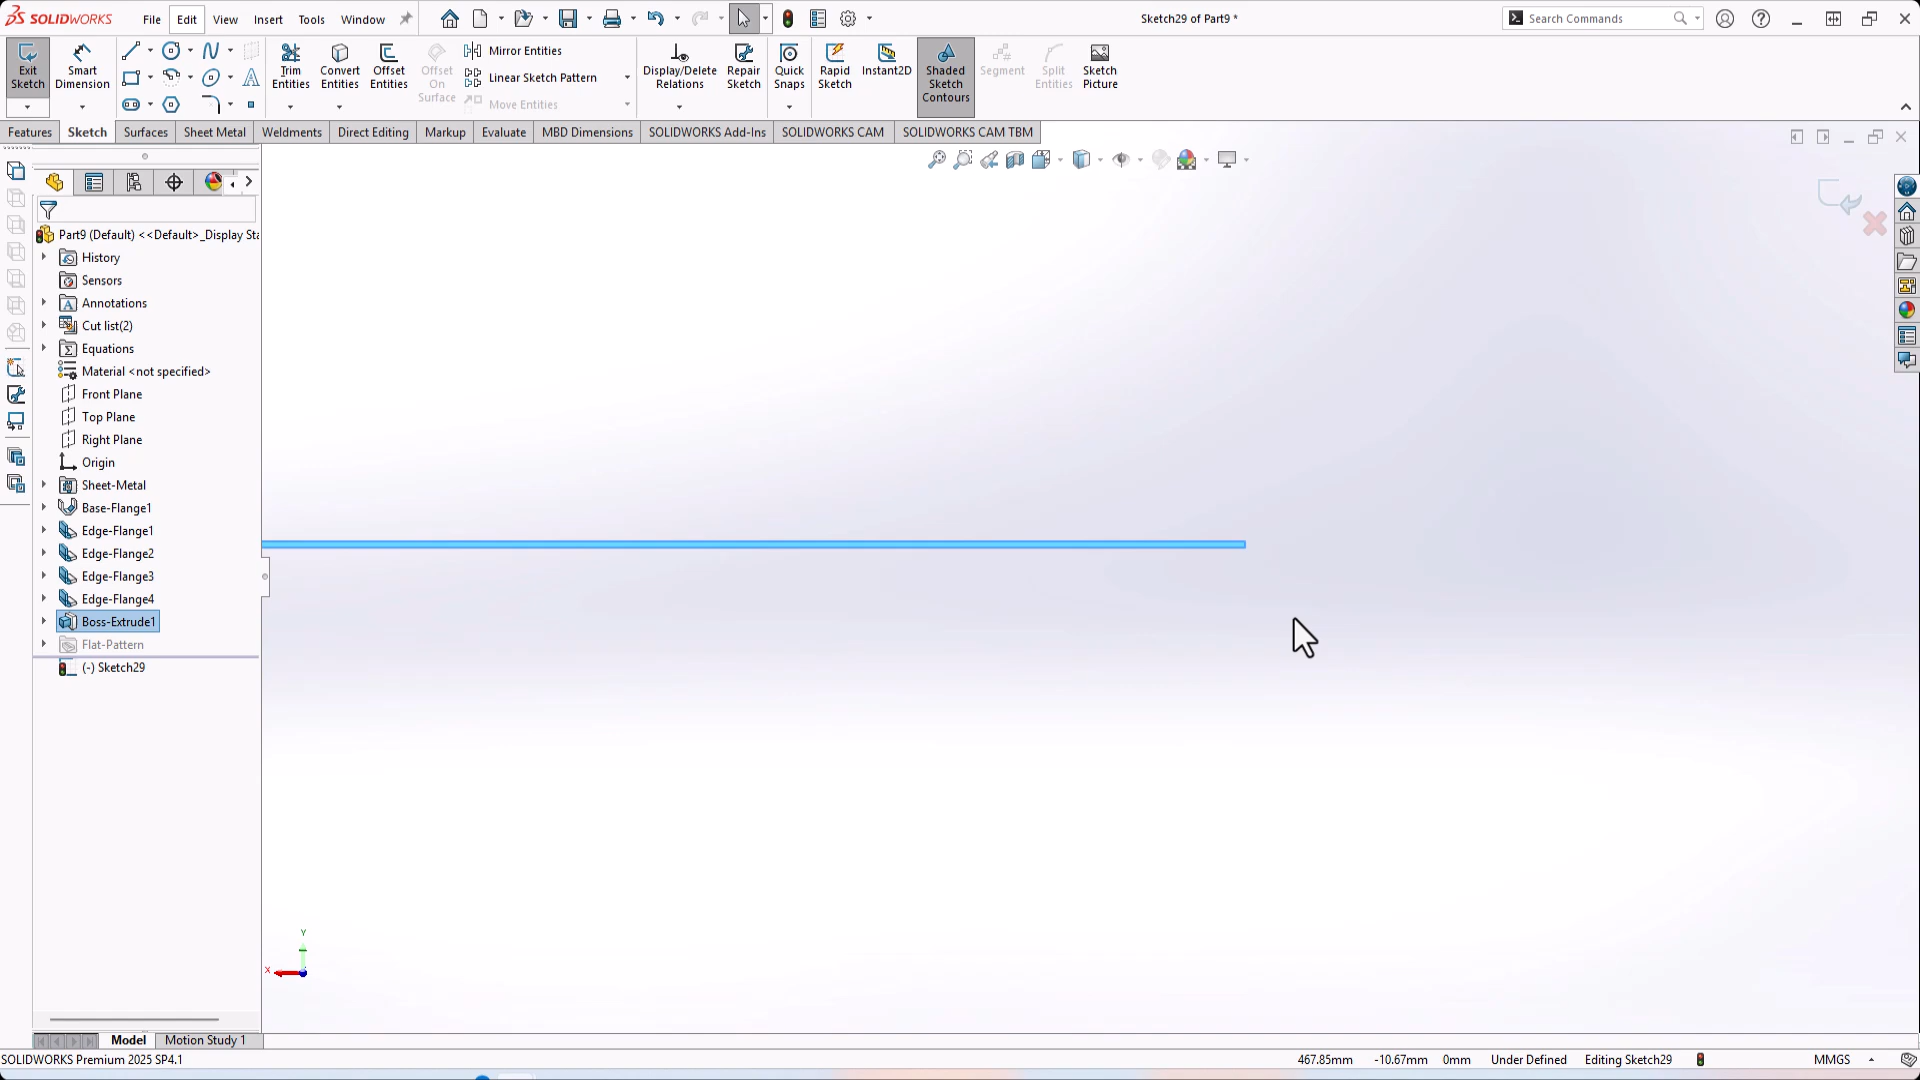 SOLIDWORKS File Edit View Insert Tools Window Sketch29 of Part9 * Search Commands
Exit Sketch
Smart Dimension
Trim Entities
Convert Entities
Offset Entities
Offset On Surface
Mirror Entities
Linear Sketch Pattern
Move Entities
Display/Delete Relations
Repair Sketch
Quick Snaps
Rapid Sketch
Instant2D
Shaded Sketch Contours
Segment
Split Entities
Sketch Picture
Features Sketch Surfaces Sheet Metal Weldments Direct Editing Markup Evaluate MBD Dimensions SOLIDWORKS Add-Ins SOLIDWORKS CAM SOLIDWORKS CAM TBM
Part9 (Default) <<Default>_Display Sta
History
Sensors
Annotations
Cut list(2)
Equations
Material <not specified>
Front Plane
Top Plane
Right Plane
Origin
Sheet-Metal
Base-Flange1
Edge-Flange1
Edge-Flange2
Edge-Flange3
Edge-Flange4
Boss-Extrude1
Flat-Pattern
(-) Sketch29
Y
X
Model Motion Study 1
SOLIDWORKS Premium 2025 SP4.1 467.85mm -10.67mm 0mm Under Defined Editing Sketch29 MMGS